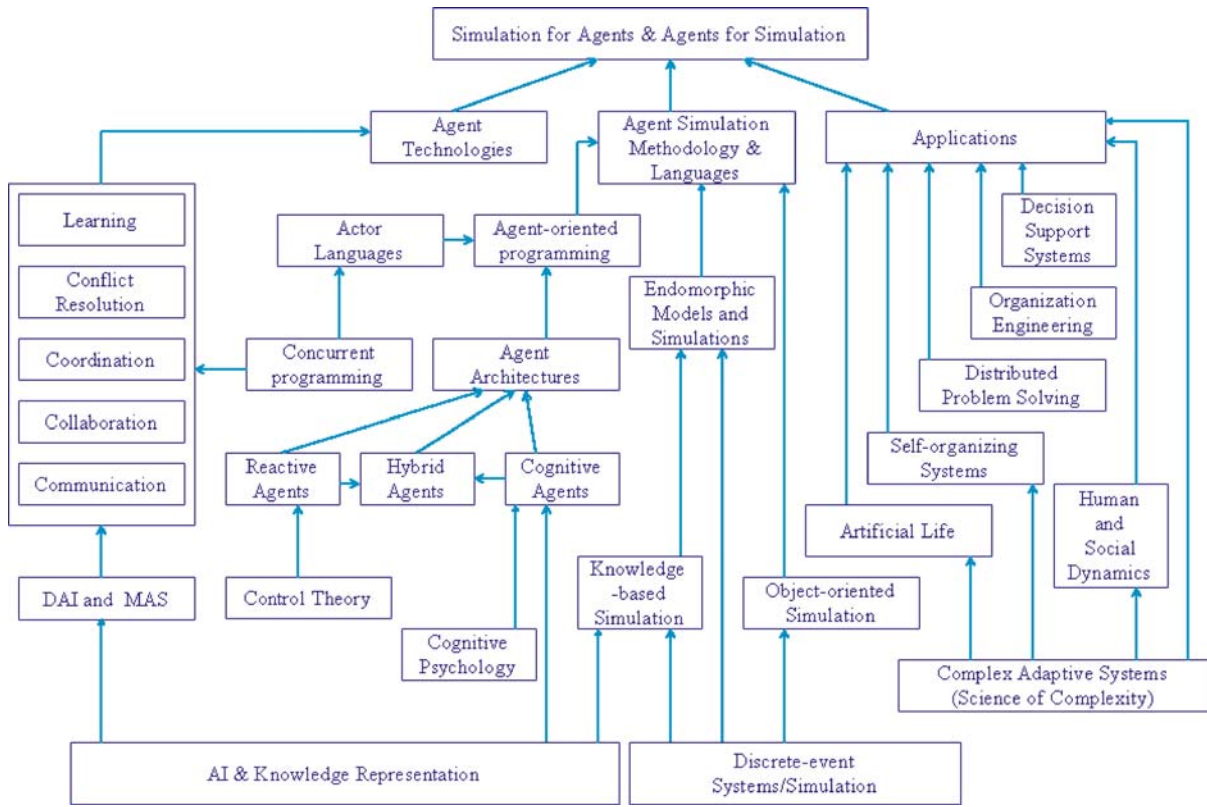 Simulation for Agents & Agents for Simulation
Agent
Technologies
Agent Simulation
Methodology &
Languages
Applications
Learning
Conflict
Resolution
Coordination
Collaboration
Communication
Actor
Languages
Agent-oriented
programming
Decision
Support
Systems
Endomorphic
Models and
Simulations
Organization
Engineering
Concurrent
programming
Agent
Architectures
Distributed
Problem Solving
Reactive
Agents
Hybrid
Agents
Cognitive
Agents
Self-organizing
Systems
Artificial Life
Human
and
Social
Dynamics
DAI and MAS
Control Theory
Knowledge
-based
Simulation
Object-oriented
Simulation
Cognitive
Psychology
Complex Adaptive Systems
(Science of Complexity)
AI & Knowledge Representation
Discrete-event
Systems/Simulation